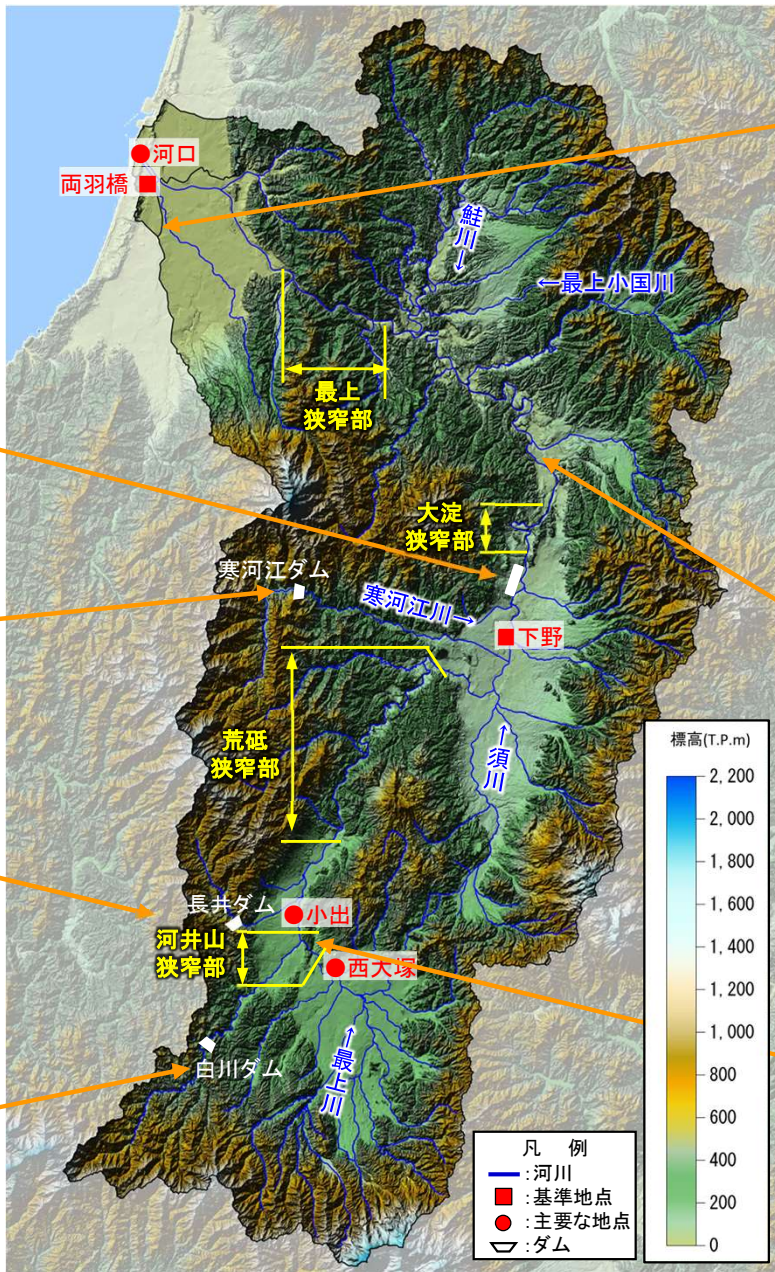 河口
両羽橋
鮭川
↓
←最上小国川
最上
狭窄部
大淀
狭窄部
寒河江ダム
寒河江川→
下野
荒砥
狭窄部
←須川
長井ダム
小出
河井山
狭窄部
西大塚
白川ダム
←最上川
標高(T.P.m)
2,200
2,000
1,800
1,600
1,400
1,200
1,000
800
600
400
200
0
凡 例
:河川
:基準地点
:主要な地点
:ダム